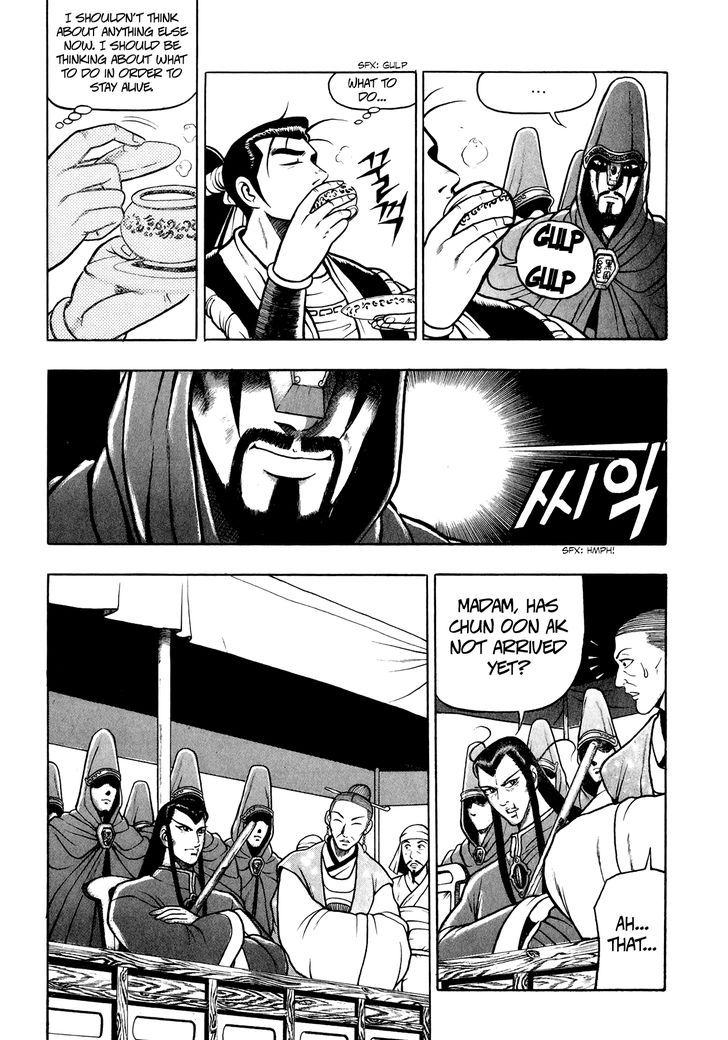 I SHOULDN'T THINK
ABOUT ANYTHING ELSE
NOW. I SHOULD BE
THINKING ABOUT WHAT
TO DO IN ORDER TO
STAY ALIVE.
SFX: GULP
WHAT TO
DO...
꿀꺽
...
GULP
GULP
씨익
SFX: HMPH!
MADAM, HAS
CHUN OON AK
NOT ARRIVED
YET?
AH...
THAT...